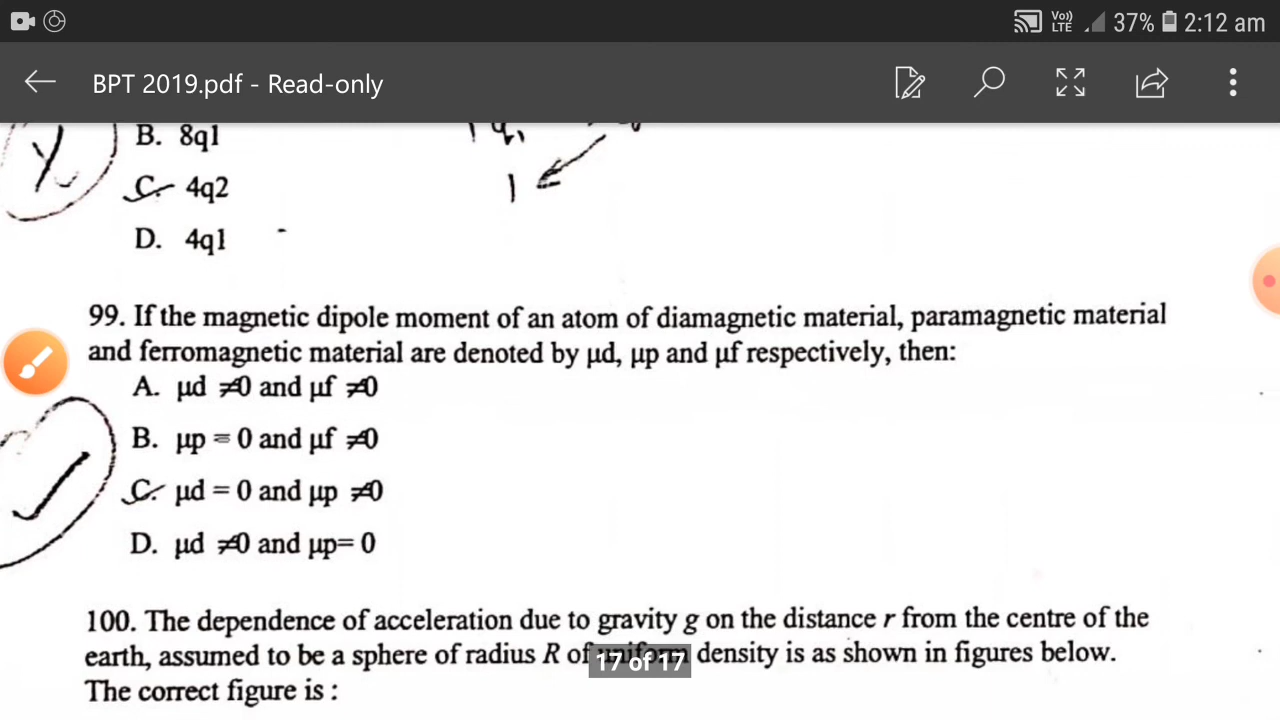 Vo)) LTE 37% 2:12 am
BPT 2019.pdf - Read-only
B. 8q1
C. 4q2
D. 4q1
1
99. If the magnetic dipole moment of an atom of diamagnetic material, paramagnetic material
and ferromagnetic material are denoted by μd, μp and μf respectively, then:
A. μd ≠0 and μf ≠0
B. μp = 0 and μf ≠0
C. μd = 0 and μp ≠0
D. μd ≠0 and μp= 0
100. The dependence of acceleration due to gravity g on the distance r from the centre of the
earth, assumed to be a sphere of radius R of uniform density is as shown in figures below.
17 of 17
The correct figure is :